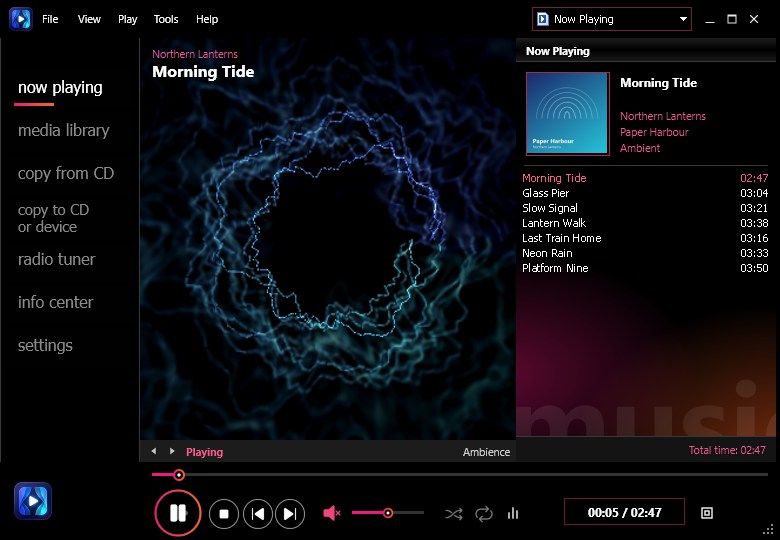 File View Play Tools Help
Now Playing
now playing
media library
copy from CD
copy to CD
or device
radio tuner
info center
settings
Northern Lanterns
Morning Tide
Playing
Ambience
Now Playing
Morning Tide
Northern Lanterns
Paper Harbour
Ambient
Paper Harbour
Northern Lanterns
Morning Tide 02:47
Glass Pier 03:04
Slow Signal 03:21
Lantern Walk 03:38
Last Train Home 03:16
Neon Rain 03:33
Platform Nine 03:50
music
Total time: 02:47
00:05 / 02:47